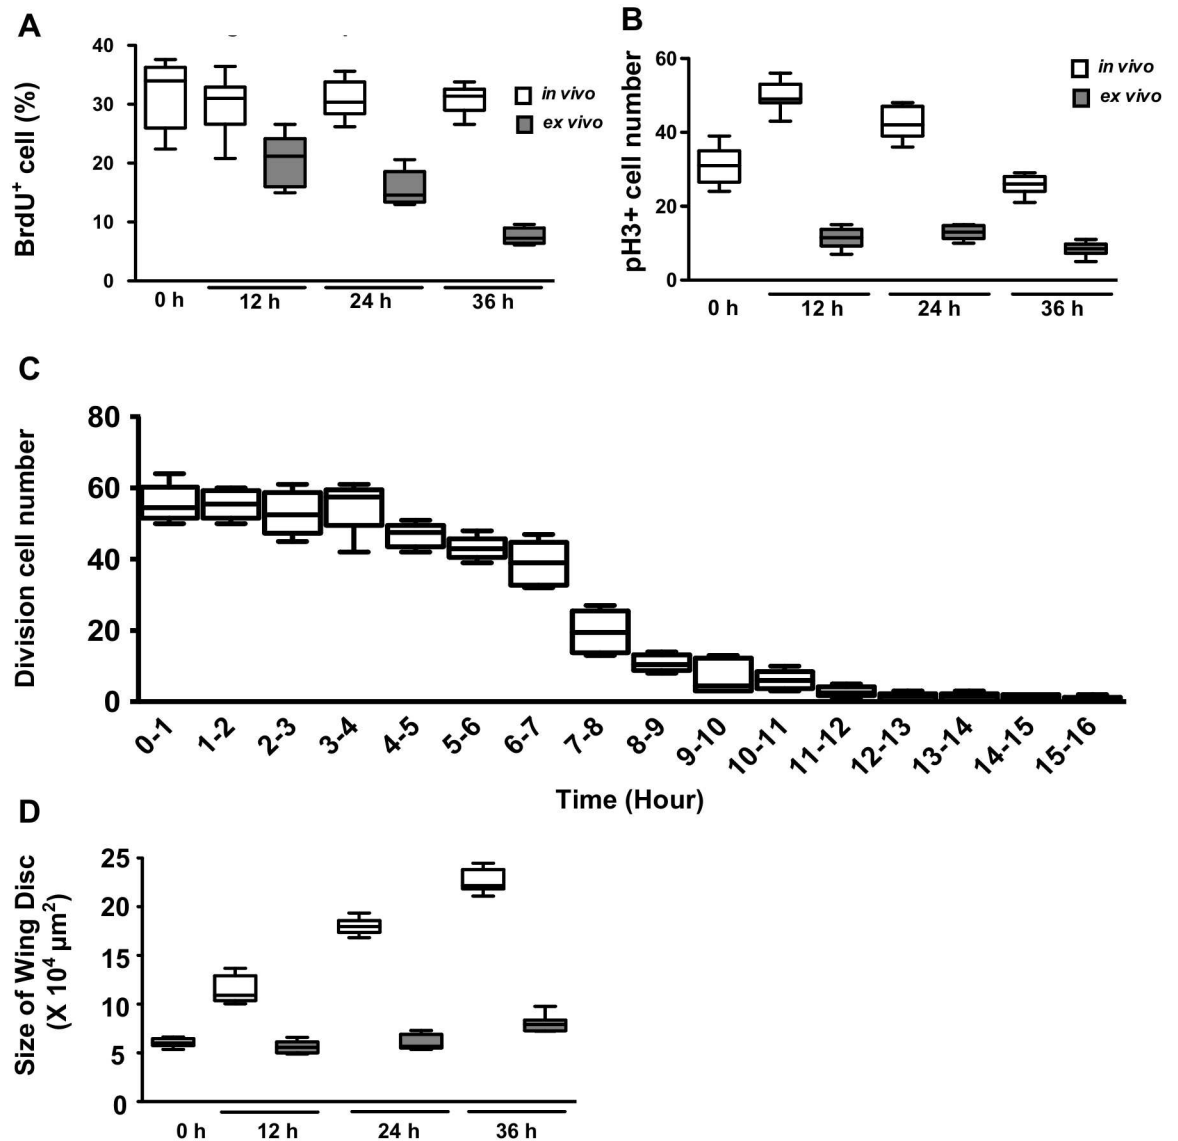 A
BrdU+ cell (%)
40
30
20
10
0
in vivo
ex vivo
0 h
12 h
24 h
36 h
B
pH3+ cell number
60
40
20
0
in vivo
ex vivo
0 h
12 h
24 h
36 h
C
Division cell number
80
60
40
20
0
0-1
1-2
2-3
3-4
4-5
5-6
6-7
7-8
8-9
9-10
10-11
11-12
12-13
13-14
14-15
15-16
Time (Hour)
D
Size of Wing Disc
(X 10⁴ µm²)
25
20
15
10
5
0
0 h
12 h
24 h
36 h